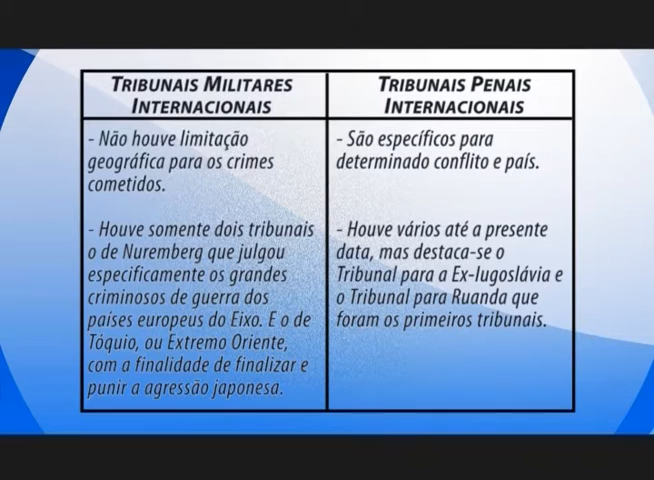 TRIBUNAIS MILITARES
INTERNACIONAIS
- Não houve limitação
geográfica para os crimes
cometidos.
- Houve somente dois tribunais
o de Nuremberg que julgou
especificamente os grandes
criminosos de guerra dos
países europeus do Eixo. E o de
Tóquio, ou Extremo Oriente,
com a finalidade de finalizar e
punir a agressão japonesa.
TRIBUNAIS PENAIS
INTERNACIONAIS
- São específicos para
determinado conflito e país.
- Houve vários até a presente
data, mas destaca-se o
Tribunal para a Ex-Iugoslávia e
o Tribunal para Ruanda que
foram os primeiros tribunais.